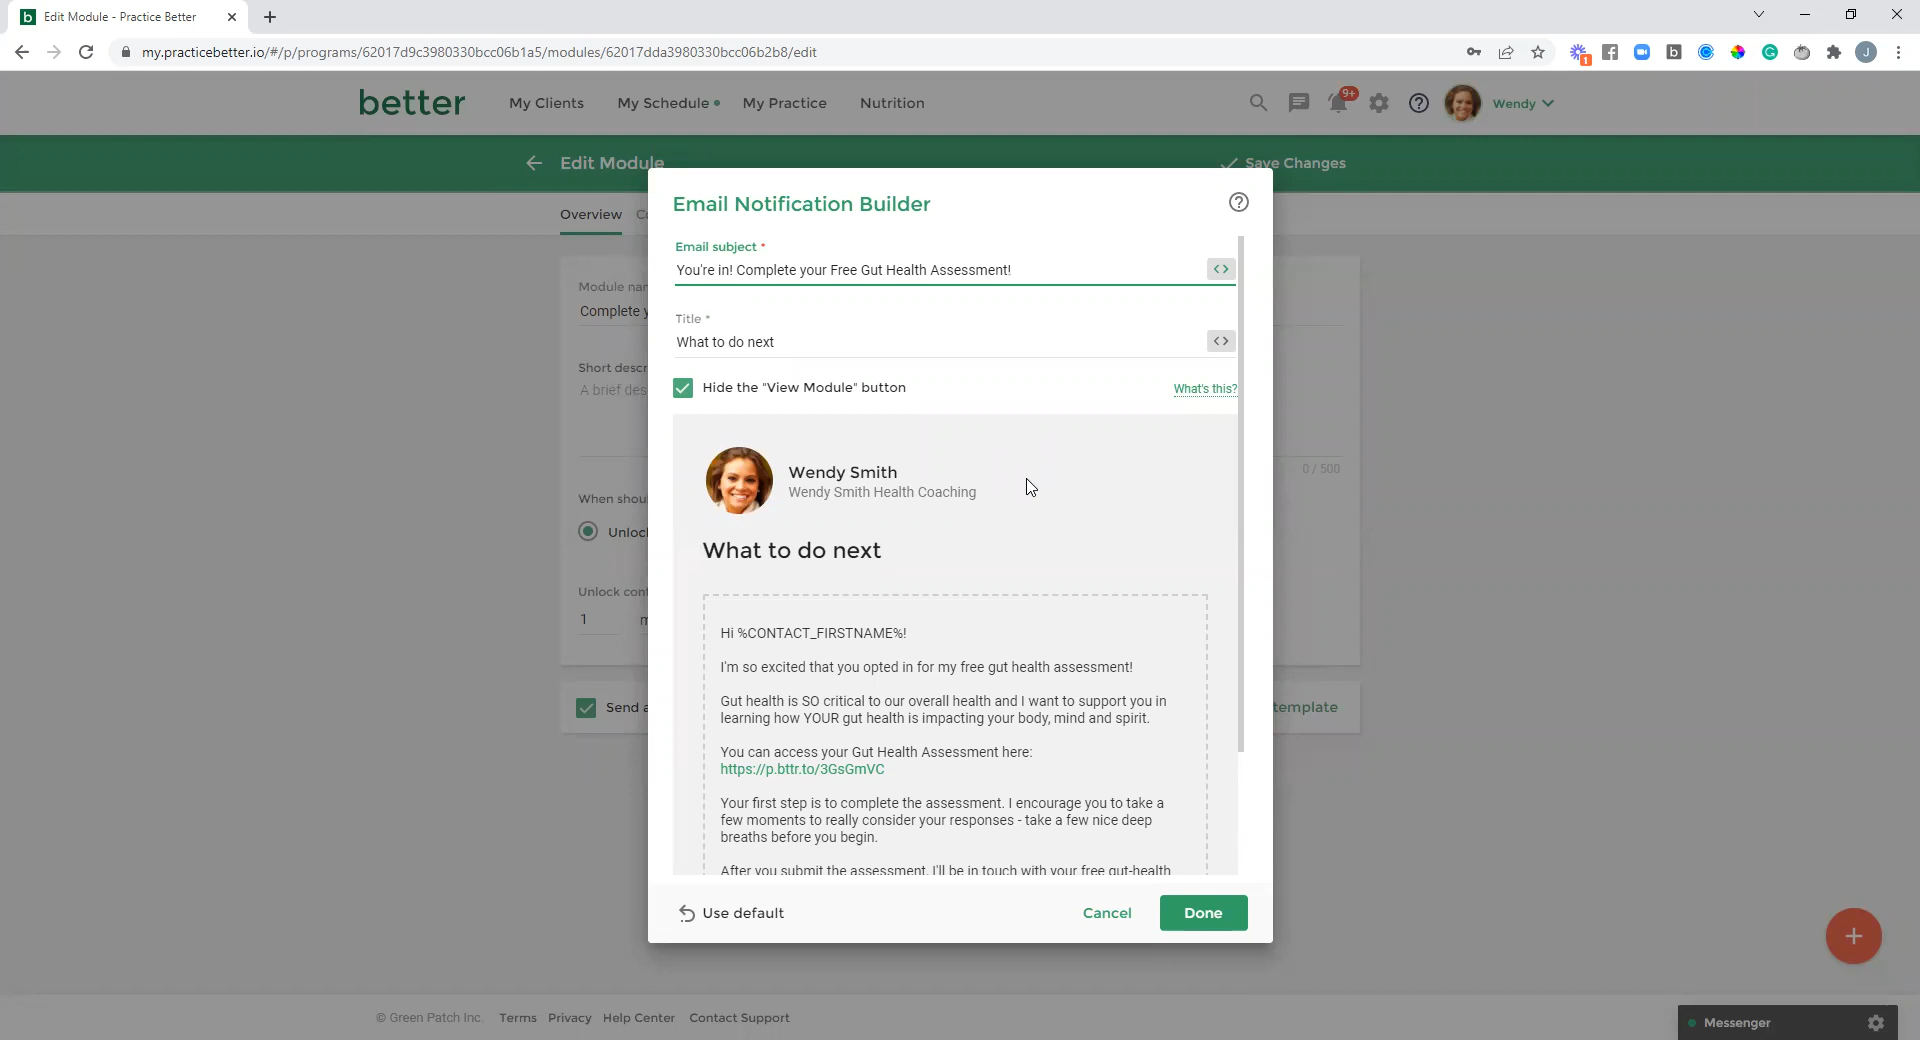 b Edit Module - Practice Better
my.practicebetter.io/#/p/programs/62017d9c3980330bcc06b1a5/modules/62017dda3980330bcc06b2b8/edit
1
b
J
better
My Clients
My Schedule
My Practice
Nutrition
9+
Wendy
Edit Module
Save Changes
Overview
Email Notification Builder
Email subject *
You're in! Complete your Free Gut Health Assessment!
<>
Title *
What to do next
<>
Hide the "View Module" button
What's this?
Wendy Smith
Wendy Smith Health Coaching
What to do next
Hi %CONTACT_FIRSTNAME%!
I'm so excited that you opted in for my free gut health assessment!
Gut health is SO critical to our overall health and I want to support you in
learning how YOUR gut health is impacting your body, mind and spirit.
You can access your Gut Health Assessment here:
https://p.bttr.to/3GsGmVC
Your first step is to complete the assessment. I encourage you to take a
few moments to really consider your responses - take a few nice deep
breaths before you begin.
After you submit the assessment, I'll be in touch with your free gut-health
Use default
Cancel
Done
Module
Complete
Short
A brief
0 / 500
When
Unlock
1
Send
template
© Green Patch Inc.
Terms
Privacy
Help Center
Contact Support
Messenger